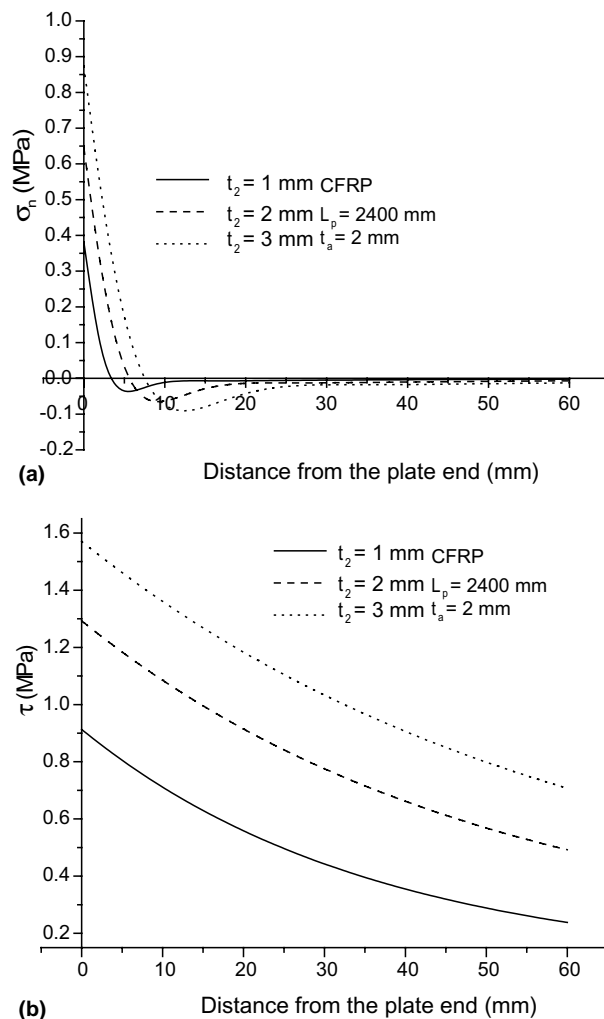 1.0
0.9
0.8
0.7
0.6
0.5
0.4
0.3
0.2
0.1
0.0
-0.1
-0.2
σn (MPa)
t2 = 1 mm CFRP
t2 = 2 mm Lp = 2400 mm
t2 = 3 mm ta = 2 mm
0 10 20 30 40 50 60
(a) Distance from the plate end (mm)
1.6
1.4
1.2
1.0
0.8
0.6
0.4
0.2
τ (MPa)
t2 = 1 mm CFRP
t2 = 2 mm Lp = 2400 mm
t2 = 3 mm ta = 2 mm
0 10 20 30 40 50 60
(b) Distance from the plate end (mm)